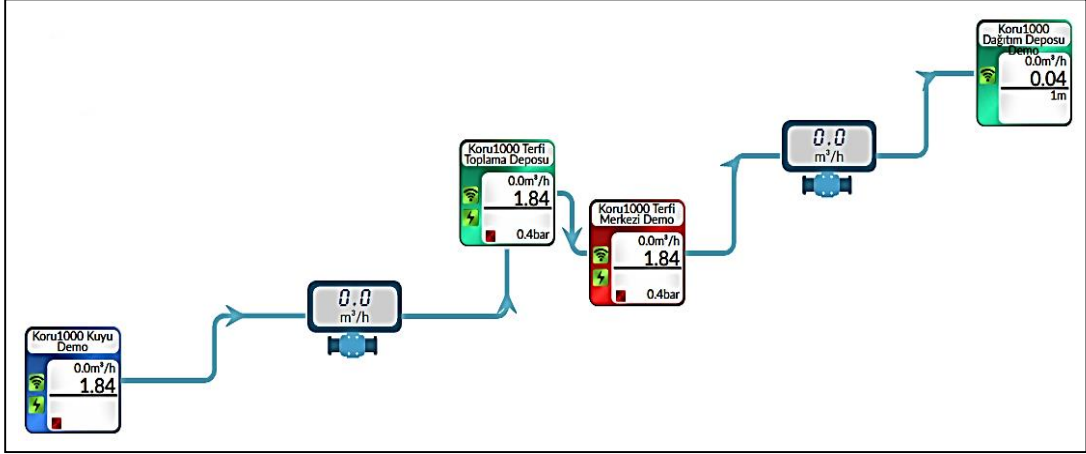 Koru1000
Dağıtım Deposu
Demo
0.0m³/h
0.04
1m
0.0
m³/h
Koru1000 Terfi
Toplama Deposu
0.0m³/h
1.84
0.4bar
Koru1000 Terfi
Merkezi Demo
0.0m³/h
1.84
0.4bar
0.0
m³/h
Koru1000 Kuyu
Demo
0.0m³/h
1.84